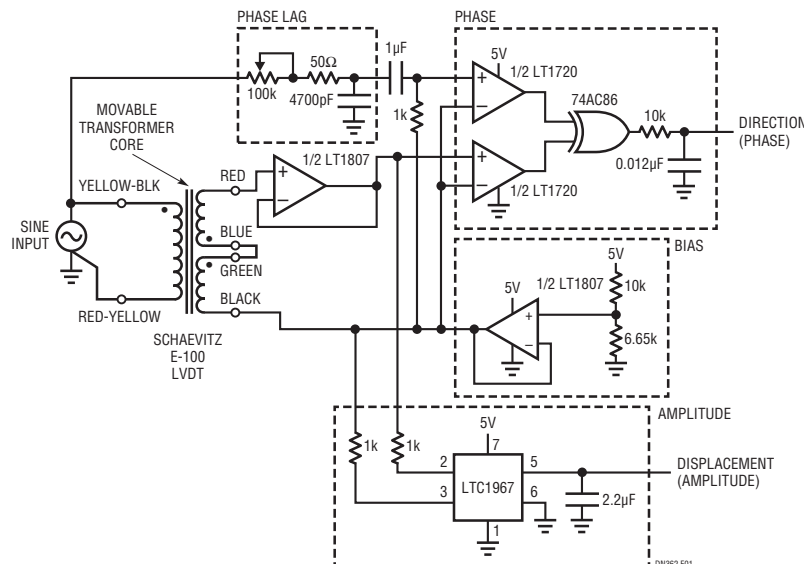 PHASE LAG
PHASE
100k
50Ω
4700pF
1µF
1k
5V
1/2 LT1720
+
−
74AC86
10k
DIRECTION
(PHASE)
0.012µF
+
−
1/2 LT1720
MOVABLE
TRANSFORMER
CORE
1/2 LT1807
+
−
YELLOW-BLK
RED
SINE
INPUT
BLUE
GREEN
BLACK
RED-YELLOW
SCHAEVITZ
E-100
LVDT
BIAS
5V
1/2 LT1807
10k
5V
+
−
6.65k
AMPLITUDE
1k
1k
5V
7
2
3
LTC1967
5
6
1
DISPLACEMENT
(AMPLITUDE)
2.2µF
DN362 F01